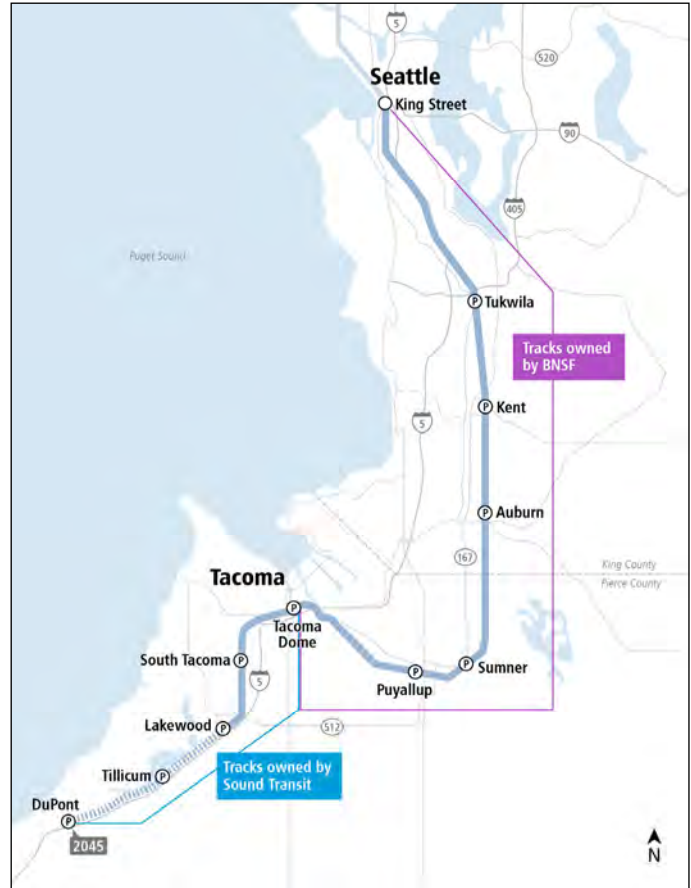 5
520
Seattle
King Street
90
405
Puget Sound
Tukwila
Tracks owned
by BNSF
Kent
5
Auburn
167
King County
Pierce County
Tacoma
Tacoma
Dome
South Tacoma
5
Sumner
Puyallup
Lakewood
512
Tracks owned by
Sound Transit
Tillicum
DuPont
2045
N
P
P
P
P
P
P
P
P
P
P
P